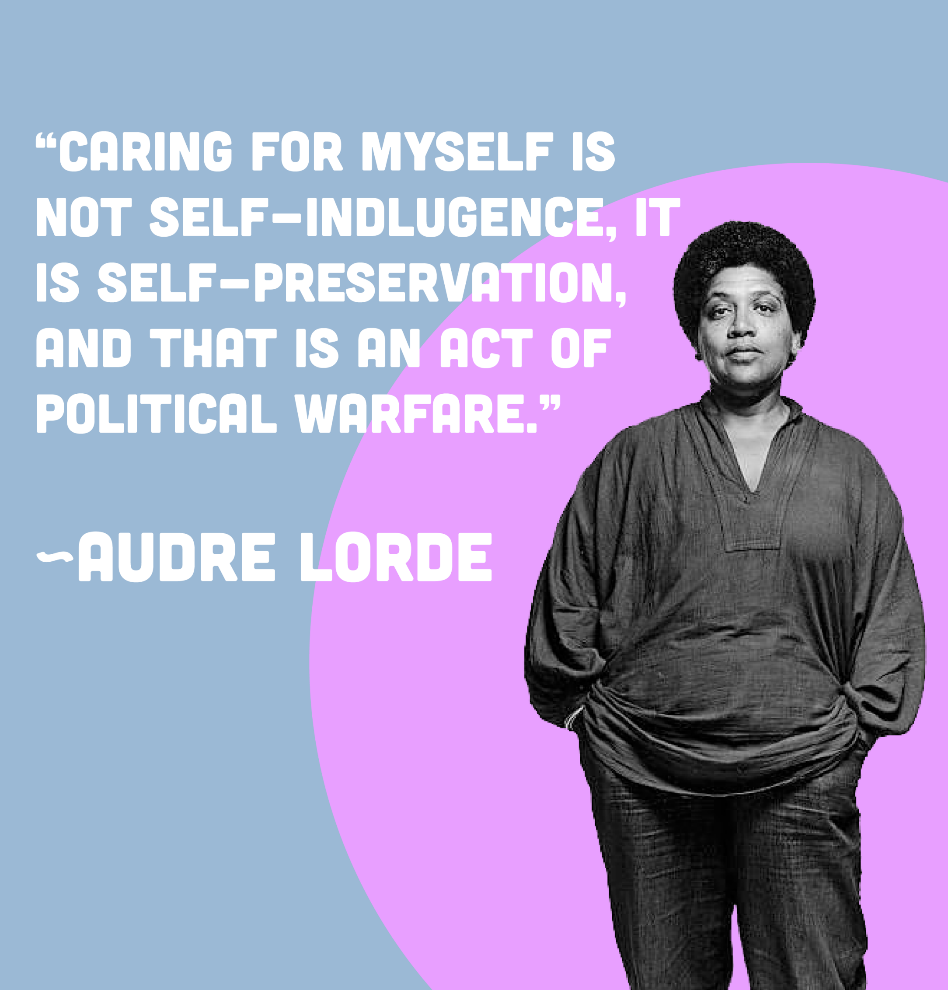 “CARING FOR MYSELF IS
NOT SELF–INDLUGENCE, IT
IS SELF–PRESERVATION,
AND THAT IS AN ACT OF
POLITICAL WARFARE.”
~AUDRE LORDE